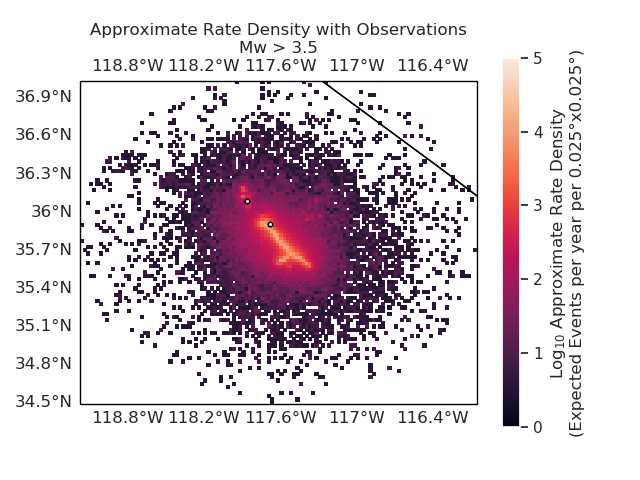 Approximate Rate Density with Observations
Mw > 3.5
118.8°W 118.2°W 117.6°W 117°W 116.4°W
36.9°N
36.6°N
36.3°N
36°N
35.7°N
35.4°N
35.1°N
34.8°N
34.5°N
118.8°W 118.2°W 117.6°W 117°W 116.4°W
5
4
3
2
1
0
Log₁₀ Approximate Rate Density
(Expected Events per year per 0.025°x0.025°)